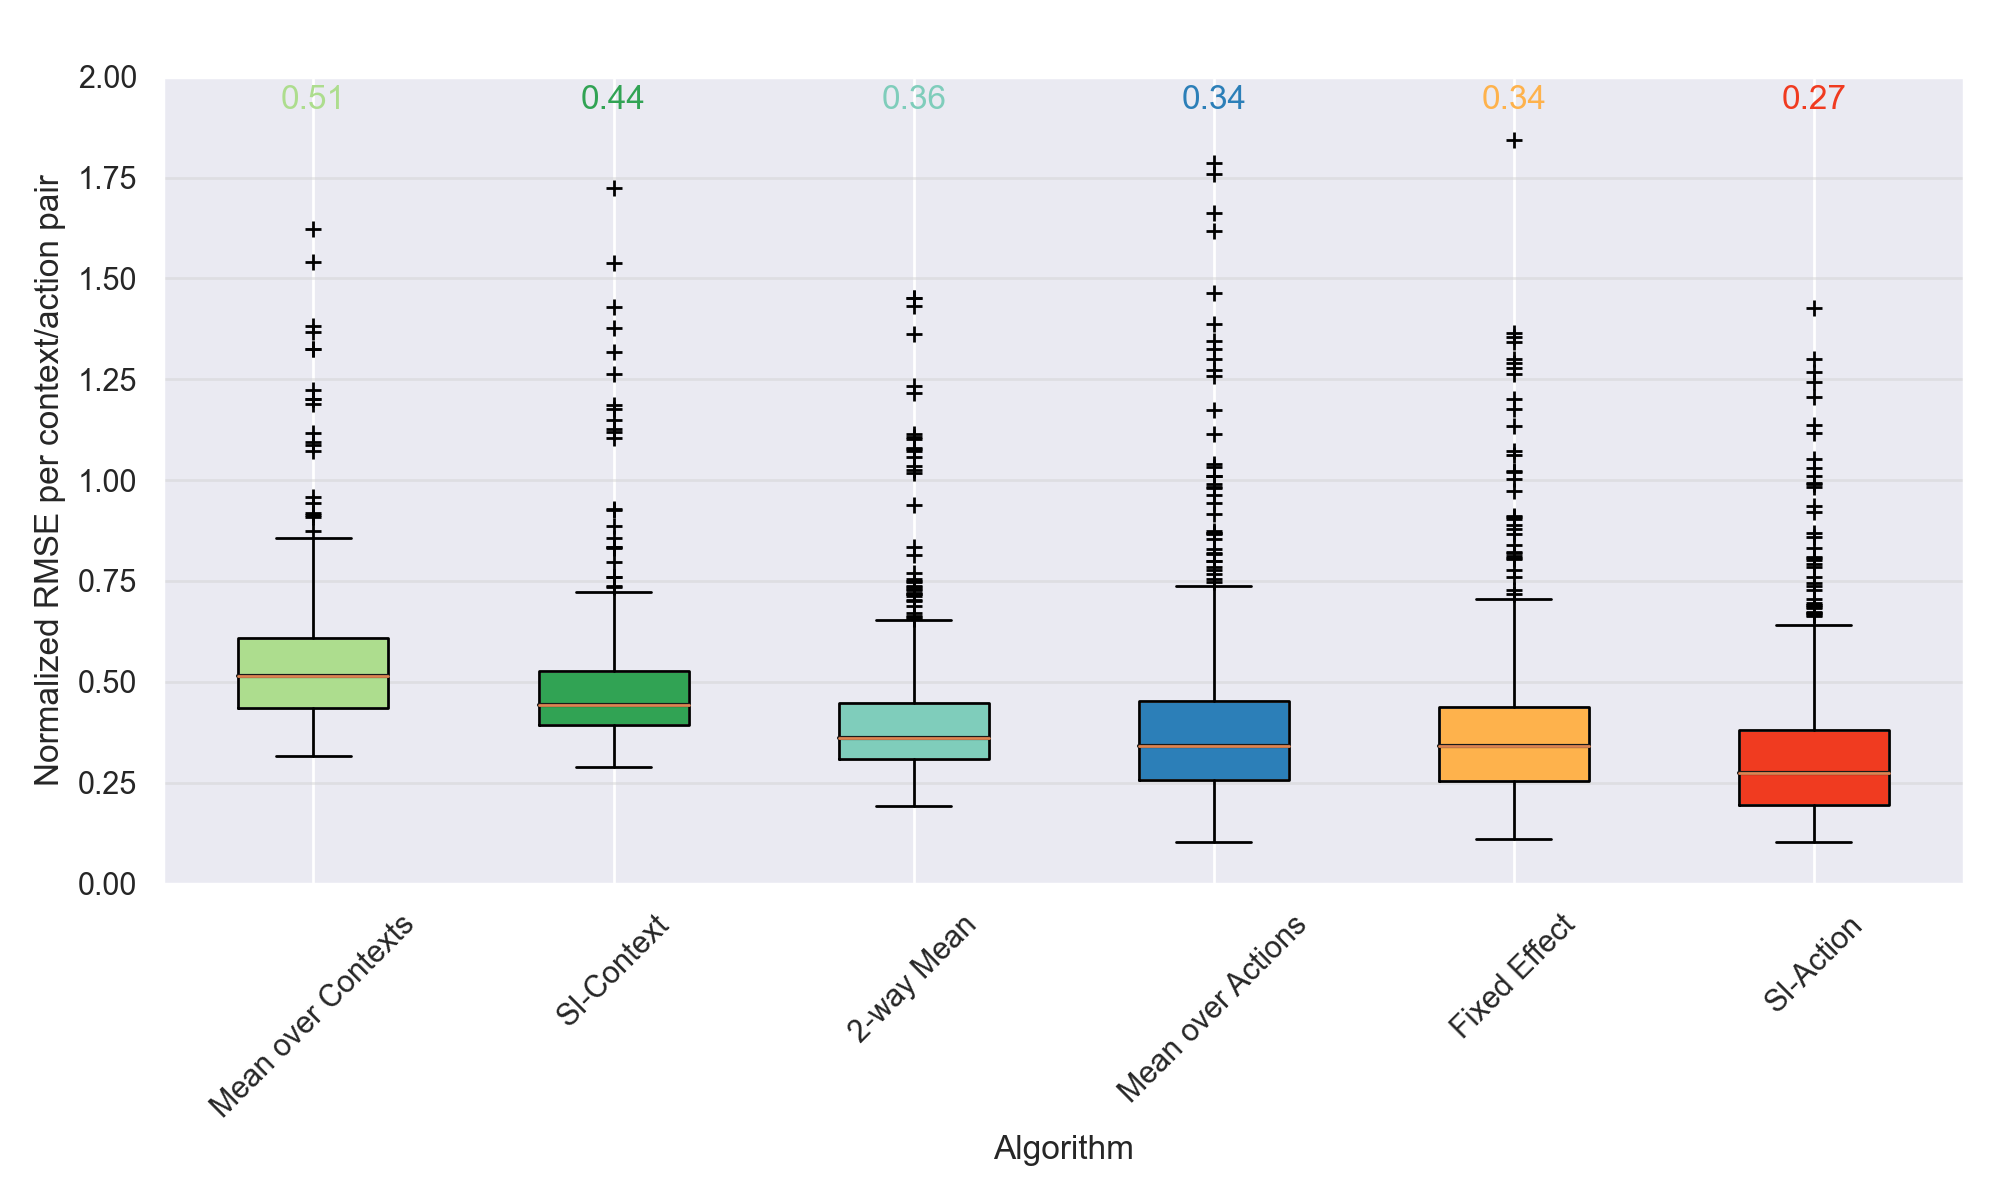 2.00
1.75
1.50
1.25
1.00
0.75
0.50
0.25
0.00
Normalized RMSE per context/action pair
0.51 0.44 0.36 0.34 0.34 0.27
Mean over Contexts
SI-Context
2-way Mean
Mean over Actions
Fixed Effect
SI-Action
Algorithm